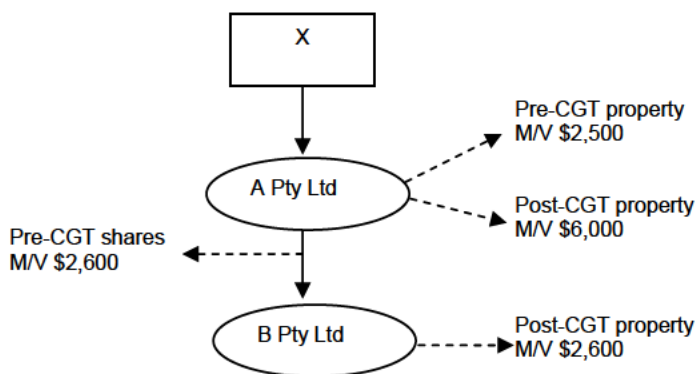 X
Pre-CGT property
M/V $2,500
A Pty Ltd
Post-CGT property
M/V $6,000
Pre-CGT shares
M/V $2,600
B Pty Ltd
Post-CGT property
M/V $2,600